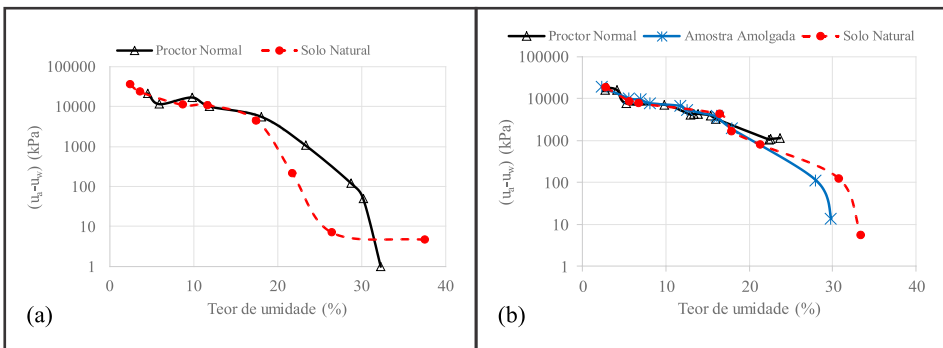 Proctor Normal Solo Natural
100000
10000
1000
100
10
1
(uₐ-u_w) (kPa)
0 10 20 30 40
Teor de umidade (%)
(a)
Proctor Normal Amostra Amolgada Solo Natural
100000
10000
1000
100
10
1
(uₐ-u_w) (kPa)
0 10 20 30 40
Teor de umidade (%)
(b)